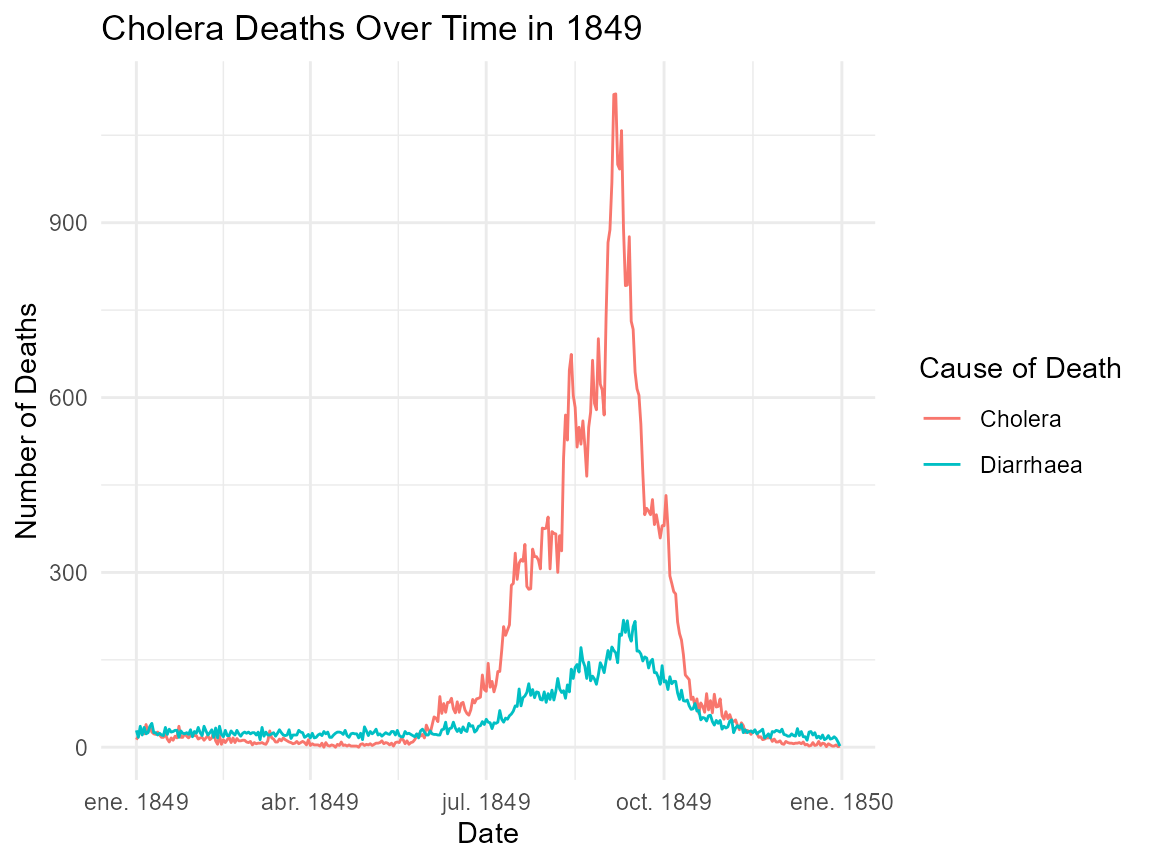 Cholera Deaths Over Time in 1849
Number of Deaths
900
600
300
0
ene. 1849
abr. 1849
jul. 1849
oct. 1849
ene. 1850
Date
Cause of Death
Cholera
Diarrhaea